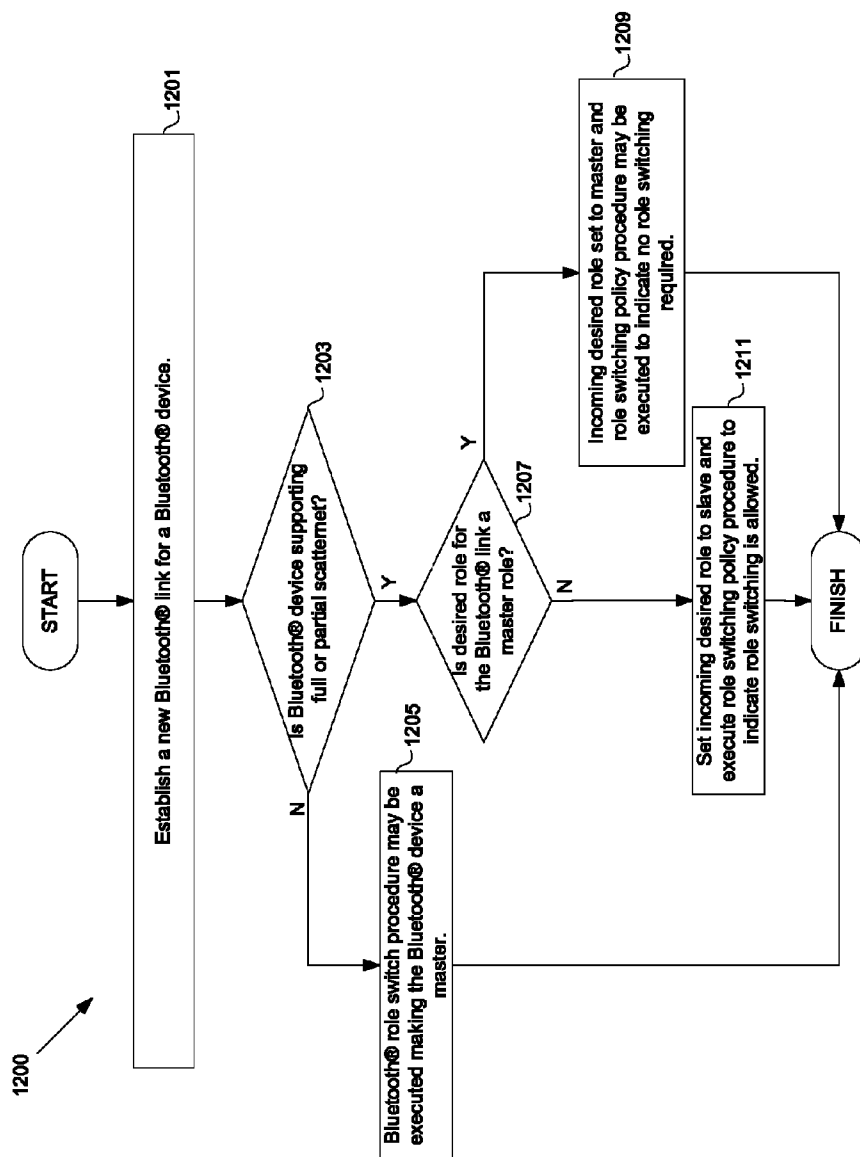 1200
START
Establish a new Bluetooth® link for a Bluetooth® device.
1201
Is Bluetooth® device supporting
full or partial scatternet?
1203
N
Y
Bluetooth® role switch procedure may be
executed making the Bluetooth® device a
master.
1205
Is desired role for
the Bluetooth® link a
master role?
1207
Y
N
Incoming desired role set to master and
role switching policy procedure may be
executed to indicate no role switching
required.
1209
Set incoming desired role to slave and
execute role switching policy procedure to
indicate role switching is allowed.
1211
FINISH